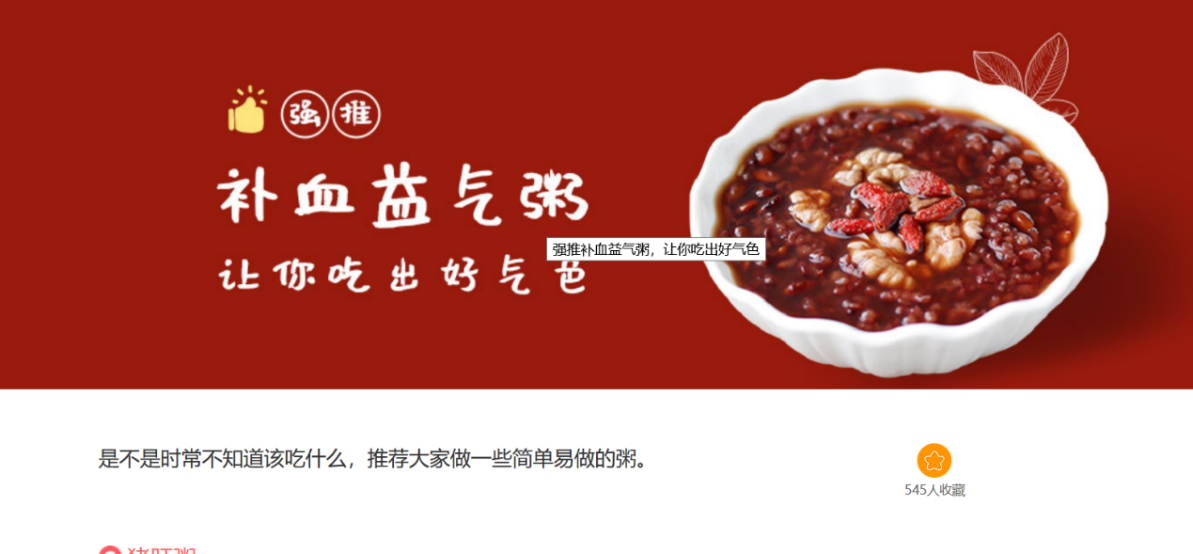 强推
补血益气粥
让你吃出好气色
强推补血益气粥，让你吃出好气色
是不是时常不知道该吃什么，推荐大家做一些简单易做的粥。
545人收藏
猪肝粥